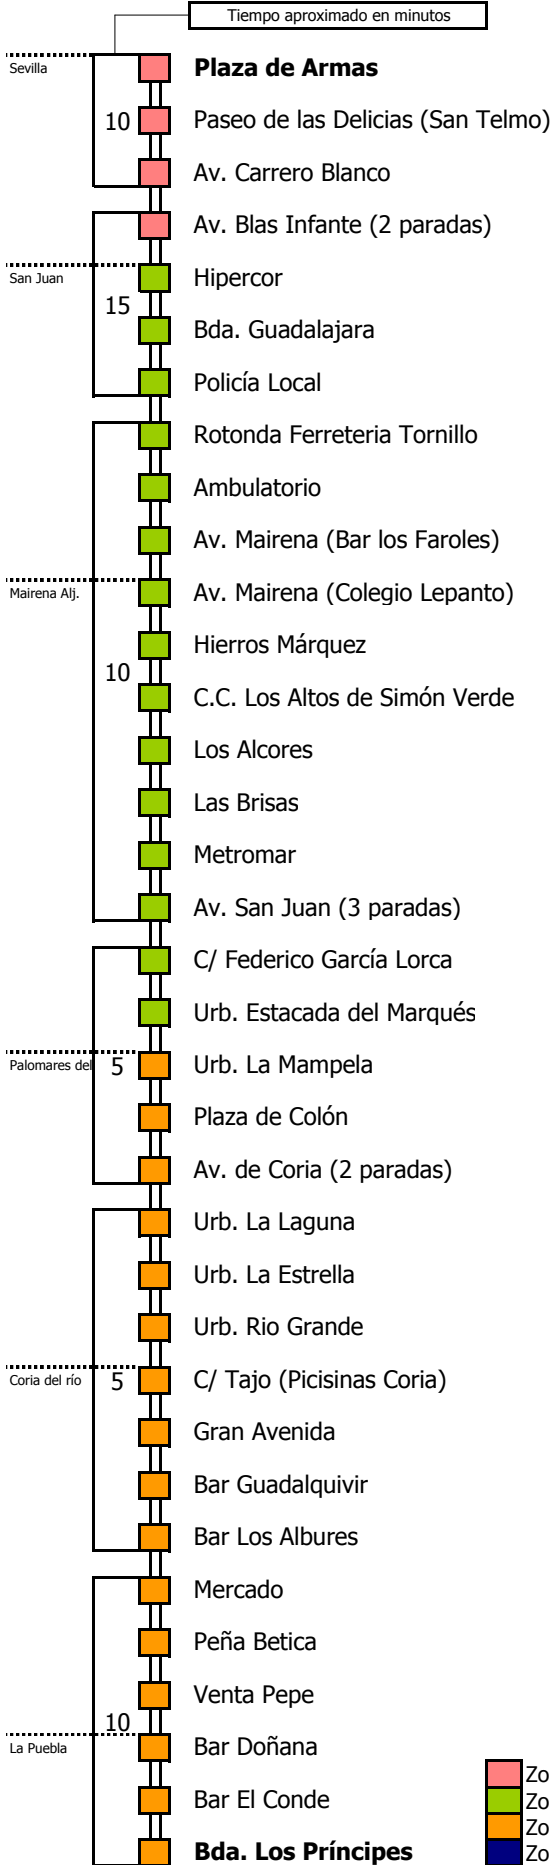 Tiempo aproximado en minutos
Sevilla
Plaza de Armas
10
Paseo de las Delicias (San Telmo)
Av. Carrero Blanco
Av. Blas Infante (2 paradas)
San Juan
Hipercor
15
Bda. Guadalajara
Policía Local
Rotonda Ferreteria Tornillo
Ambulatorio
Av. Mairena (Bar los Faroles)
Mairena Alj.
Av. Mairena (Colegio Lepanto)
Hierros Márquez
10
C.C. Los Altos de Simón Verde
Los Alcores
Las Brisas
Metromar
Av. San Juan (3 paradas)
C/ Federico García Lorca
Urb. Estacada del Marqués
Palomares del
5
Urb. La Mampela
Plaza de Colón
Av. de Coria (2 paradas)
Urb. La Laguna
Urb. La Estrella
Urb. Rio Grande
Coria del río
5
C/ Tajo (Picisinas Coria)
Gran Avenida
Bar Guadalquivir
Bar Los Albures
Mercado
Peña Betica
Venta Pepe
10
La Puebla
Bar Doñana
Bar El Conde
Bda. Los Príncipes
Zo
Zo
Zo
Zo